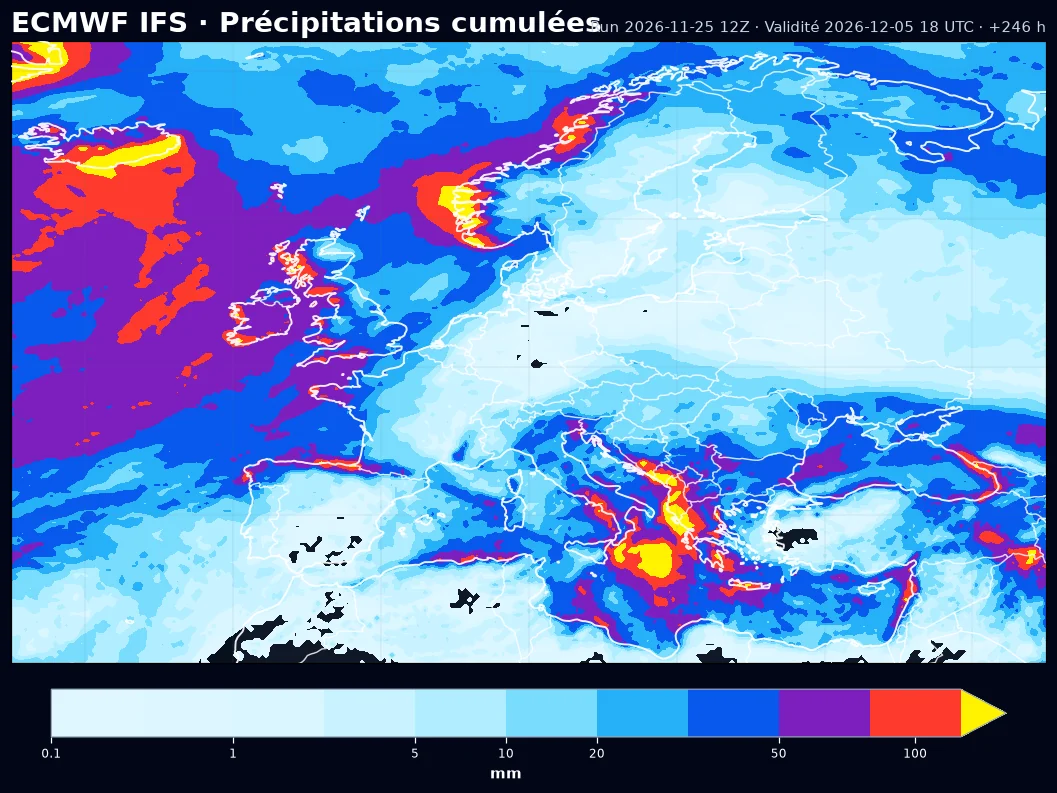 ECMWF IFS · Précipitations cumulées
Run 2026-11-25 12Z · Validité 2026-12-05 18 UTC · +246 h
0.1 1 5 10 20 50 100
mm